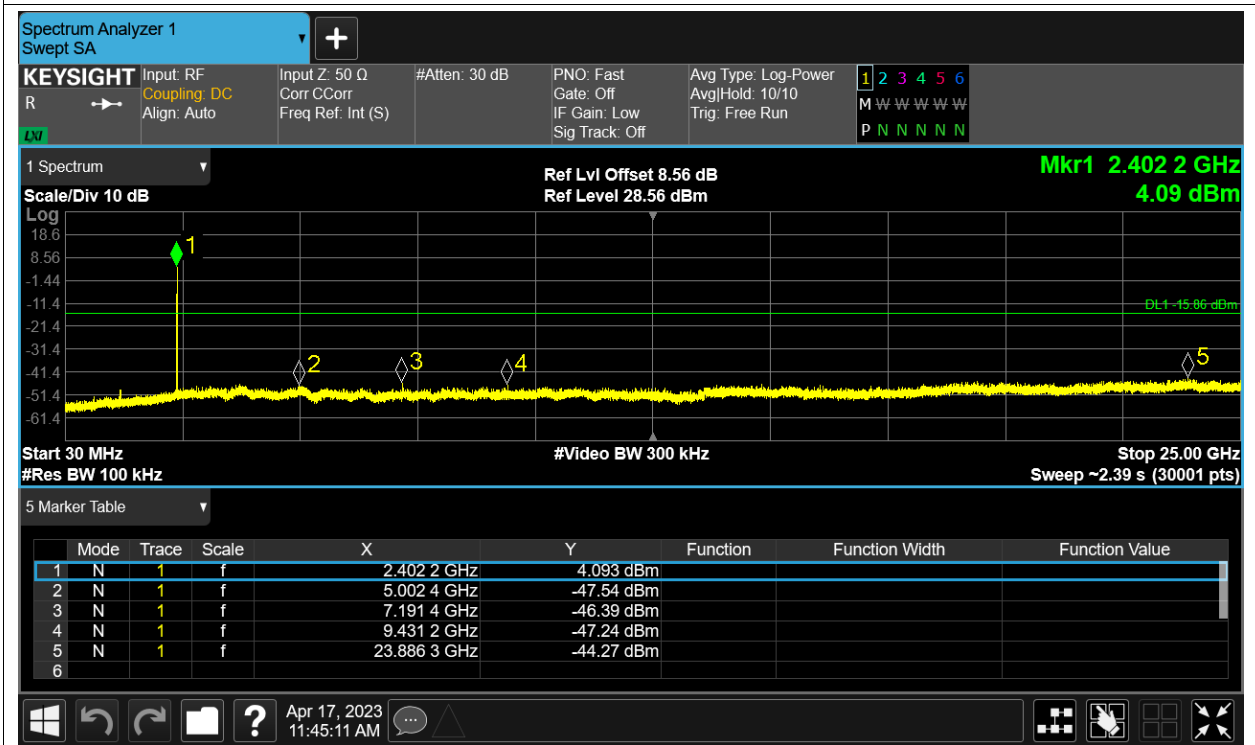 Spectrum Analyzer 1
Swept SA
KEYSIGHT
R
LXI
Input: RF
Coupling: DC
Align: Auto
Input Z: 50 Ω
Corr CCorr
Freq Ref: Int (S)
#Atten: 30 dB
PNO: Fast
Gate: Off
IF Gain: Low
Sig Track: Off
Avg Type: Log-Power
Avg|Hold: 10/10
Trig: Free Run
1 2 3 4 5 6
M W W W W W
P N N N N N
1 Spectrum
Scale/Div 10 dB
Ref Lvl Offset 8.56 dB
Ref Level 28.56 dBm
Mkr1 2.402 2 GHz
4.09 dBm
Log
18.6
8.56
-1.44
-11.4
-21.4
-31.4
-41.4
-51.4
-61.4
1
2
3
4
5
DL1 -15.86 dBm
Start 30 MHz
#Video BW 300 kHz
Stop 25.00 GHz
#Res BW 100 kHz
Sweep ~2.39 s (30001 pts)
5 Marker Table
Mode Trace Scale X Y Function Function Width Function Value
1 N 1 f 2.402 2 GHz 4.093 dBm
2 N 1 f 5.002 4 GHz -47.54 dBm
3 N 1 f 7.191 4 GHz -46.39 dBm
4 N 1 f 9.431 2 GHz -47.24 dBm
5 N 1 f 23.886 3 GHz -44.27 dBm
6
?
Apr 17, 2023
11:45:11 AM